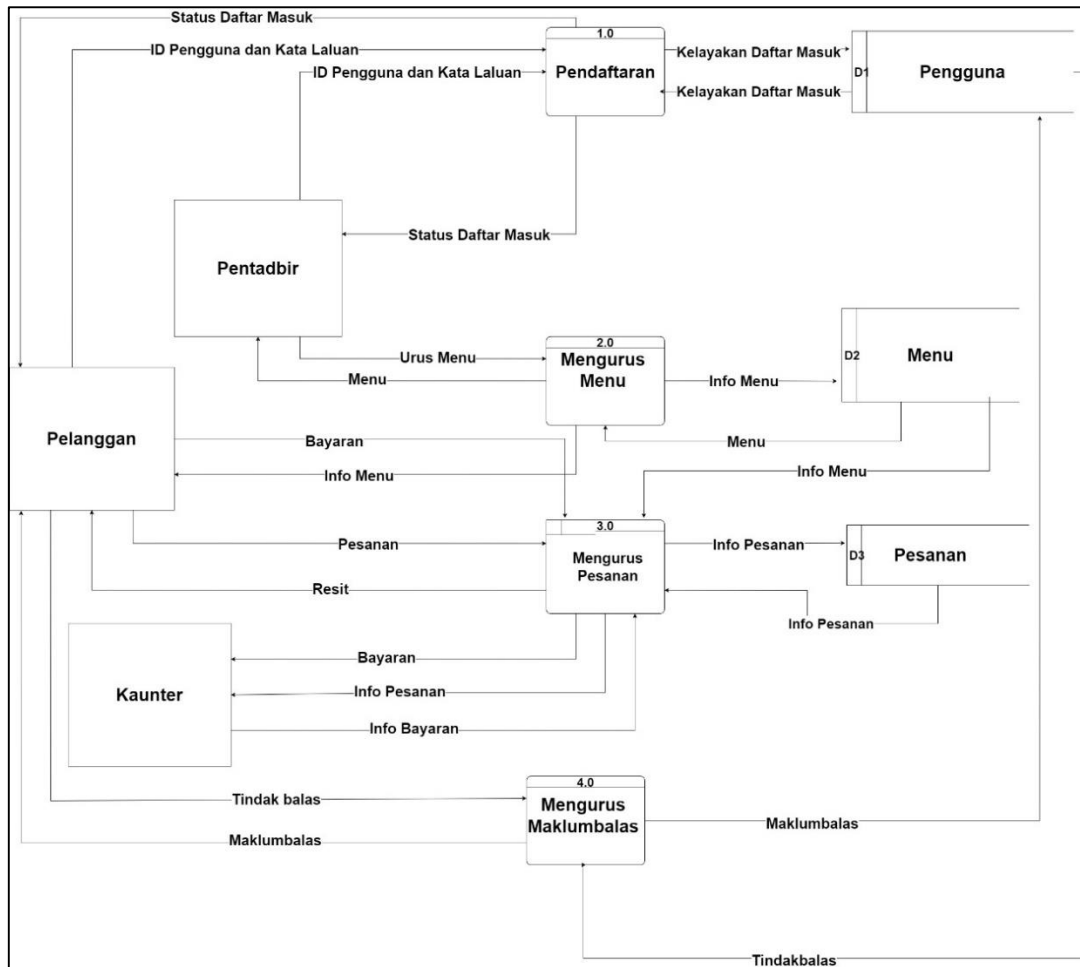 Status Daftar Masuk
1.0
ID Pengguna dan Kata Laluan
Kelayakan Daftar Masuk
Pendaftaran
ID Pengguna dan Kata Laluan
D1
Pengguna
Kelayakan Daftar Masuk
Status Daftar Masuk
Pentadbir
2.0
Urus Menu
Mengurus
Menu
Menu
Info Menu
D2
Menu
Pelanggan
Bayaran
Menu
Info Menu
Info Menu
3.0
Pesanan
Mengurus
Pesanan
Info Pesanan
D3
Pesanan
Resit
Info Pesanan
Bayaran
Kaunter
Info Pesanan
Info Bayaran
4.0
Tindak balas
Mengurus
Maklumbalas
Maklumbalas
Maklumbalas
Tindakbalas